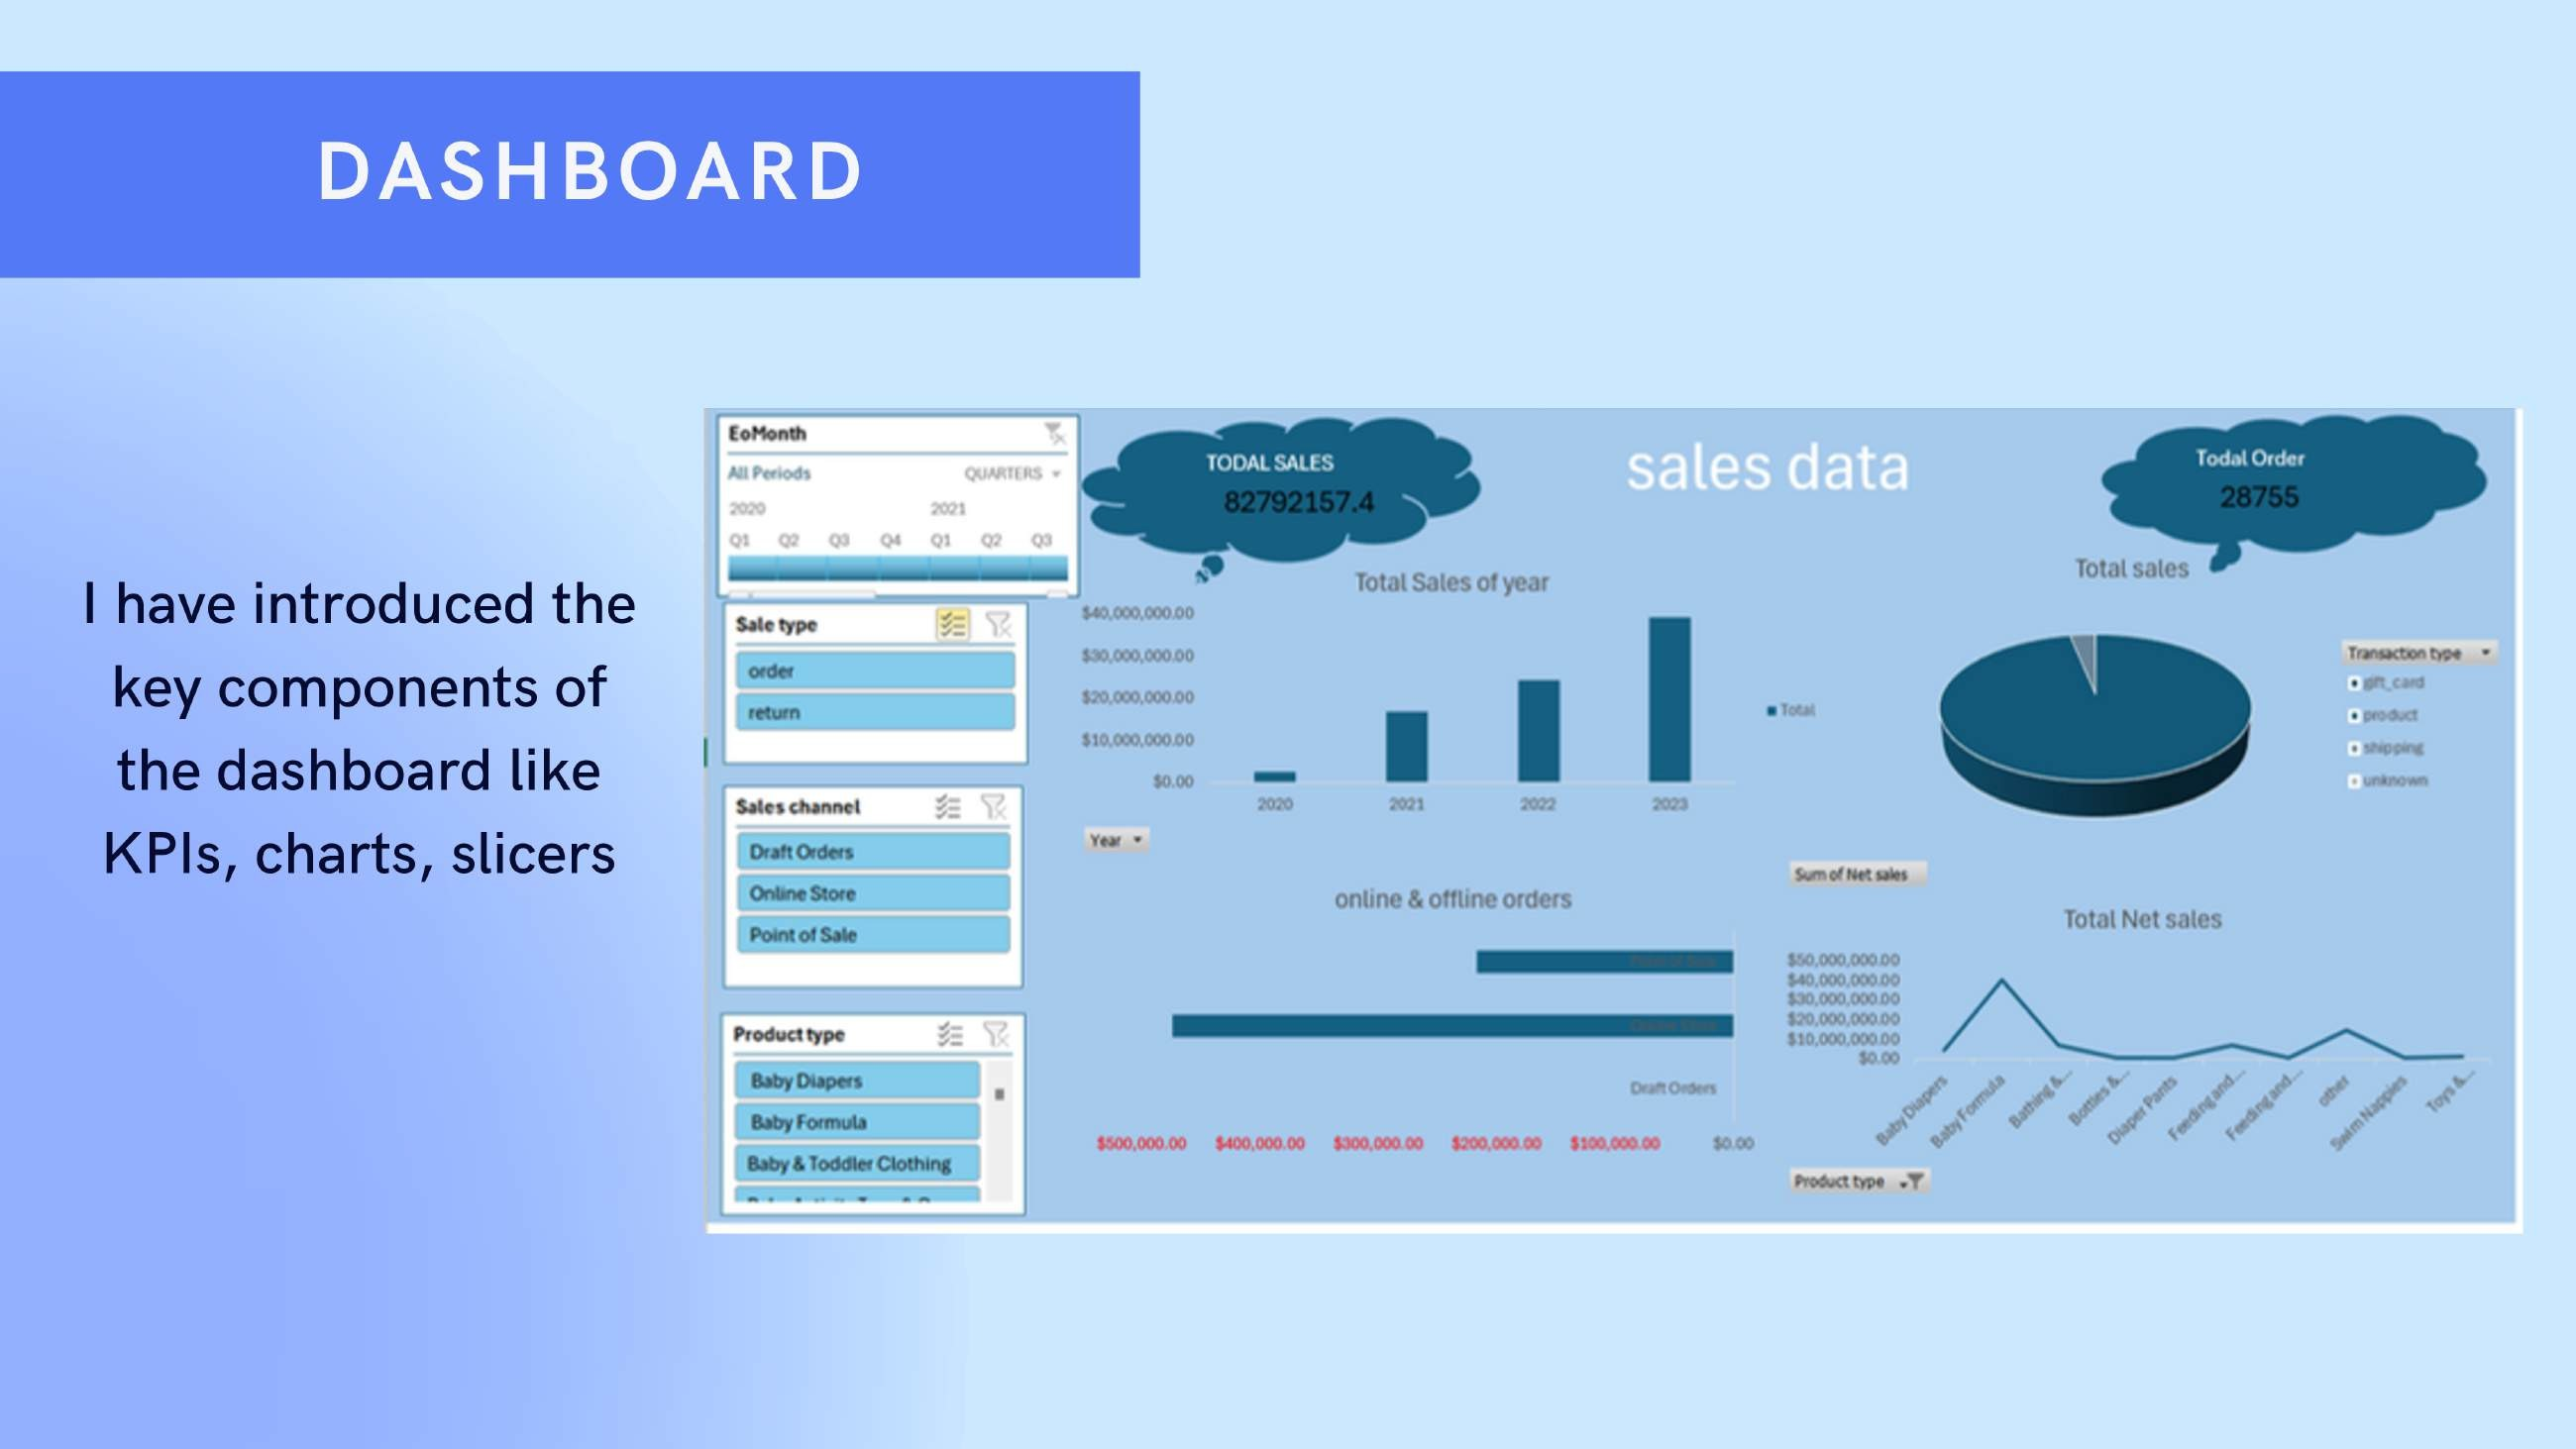 DASHBOARD
I have introduced the
key components of
the dashboard like
KPIs, charts, slicers
EoMonth
All Periods
QUARTERS
2020 2021
Q1 Q2 Q3 Q4 Q1 Q2 Q3
Sale type
order
return
Sales channel
Draft Orders
Online Store
Point of Sale
Product type
Baby Diapers
Baby Formula
Baby & Toddler Clothing
TODAL SALES
82792157.4
sales data
Todal Order
28755
Total Sales of year
$40,000,000.00
$30,000,000.00
$20,000,000.00
$10,000,000.00
$0.00
2020 2021 2022 2023
Total
Year
Total sales
Transaction type
gift_card
product
shipping
unknown
online & offline orders
Point of Sale
Online Store
Draft Orders
$500,000.00 $400,000.00 $300,000.00 $200,000.00 $100,000.00 $0.00
Sum of Net sales
Total Net sales
$50,000,000.00
$40,000,000.00
$30,000,000.00
$20,000,000.00
$10,000,000.00
$0.00
Baby Diapers
Baby Formula
Bathing &...
Bottles &...
Diaper Pants
Feeding and...
Feeding and...
other
Swim Nappies
Toys &...
Product type